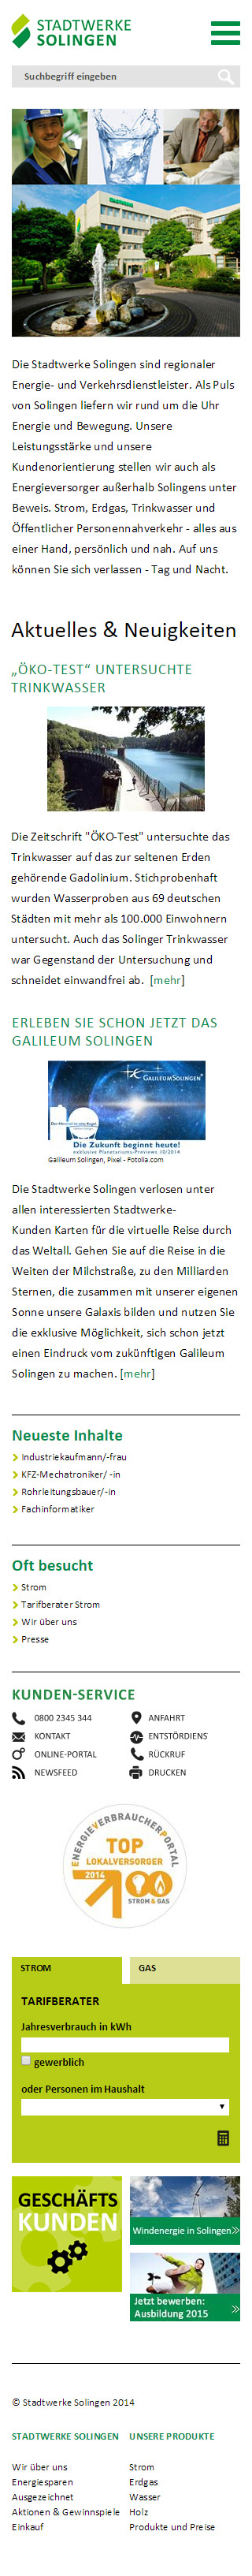 STADTWERKE
SOLINGEN
Suchbegriff eingeben
Die Stadtwerke Solingen sind regionaler
Energie- und Verkehrsdienstleister. Als Puls
von Solingen liefern wir rund um die Uhr
Energie und Bewegung. Unsere
Leistungsstärke und unsere
Kundenorientierung stellen wir auch als
Energieversorger außerhalb Solingens unter
Beweis. Strom, Erdgas, Trinkwasser und
Öffentlicher Personennahverkehr - alles aus
einer Hand, persönlich und nah. Auf uns
können Sie sich verlassen - Tag und Nacht.
Aktuelles & Neuigkeiten
„ÖKO-TEST“ UNTERSUCHTE
TRINKWASSER
Die Zeitschrift "ÖKO-Test" untersuchte das
Trinkwasser auf das zur seltenen Erden
gehörende Gadolinium. Stichprobenhaft
wurden Wasserproben aus 69 deutschen
Städten mit mehr als 100.000 Einwohnern
untersucht. Auch das Solinger Trinkwasser
war Gegenstand der Untersuchung und
schneidet einwandfrei ab. [mehr]
ERLEBEN SIE SCHON JETZT DAS
GALILEUM SOLINGEN
GALILEUMSOLINGEN
Die Zukunft beginnt heute!
exklusive Planetariums-Previews 10/2014
Galileum Solingen, Pixel - Fotolia.com
Die Stadtwerke Solingen verlosen unter
allen interessierten Stadtwerke-
Kunden Karten für die virtuelle Reise durch
das Weltall. Gehen Sie auf die Reise in die
Weiten der Milchstraße, zu den Milliarden
Sternen, die zusammen mit unserer eigenen
Sonne unsere Galaxis bilden und nutzen Sie
die exklusive Möglichkeit, sich schon jetzt
einen Eindruck vom zukünftigen Galileum
Solingen zu machen. [mehr]
Neueste Inhalte
Industriekaufmann/-frau
KFZ-Mechatroniker/ -in
Rohrleitungsbauer/-in
Fachinformatiker
Oft besucht
Strom
Tarifberater Strom
Wir über uns
Presse
KUNDEN-SERVICE
0800 2345 344 ANFAHRT
KONTAKT ENTSTÖRDIENST
ONLINE-PORTAL RÜCKRUF
NEWSFEED DRUCKEN
ENERGIEVERBRAUCHERPORTAL
TOP
LOKALVERSORGER
2014
STROM & GAS
STROM GAS
TARIFBERATER
Jahresverbrauch in kWh
gewerblich
oder Personen im Haushalt
GESCHÄFTS
KUNDEN
Windenergie in Solingen
Jetzt bewerben:
Ausbildung 2015
© Stadtwerke Solingen 2014
STADTWERKE SOLINGEN UNSERE PRODUKTE
Wir über uns Strom
Energiesparen Erdgas
Ausgezeichnet Wasser
Aktionen & Gewinnspiele Holz
Einkauf Produkte und Preise